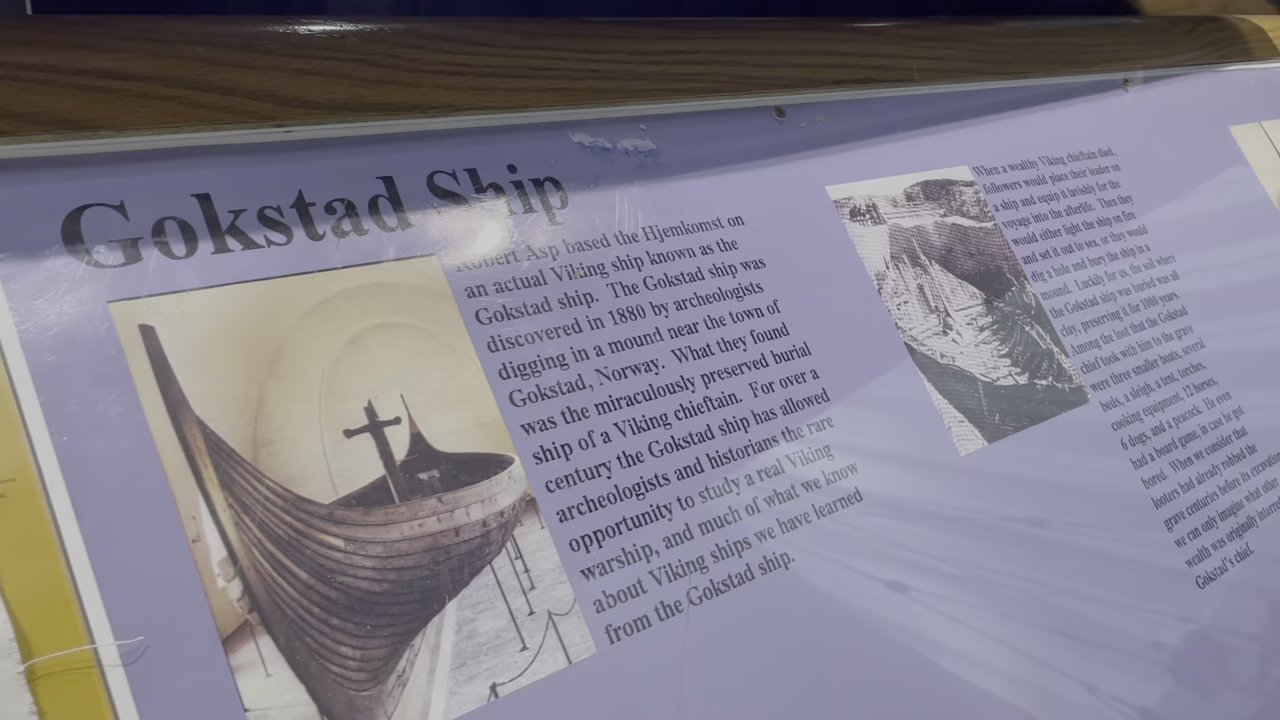 Gokstad Ship
Robert Asp based the Hjemkomst on
an actual Viking ship known as the
Gokstad ship. The Gokstad ship was
discovered in 1880 by archeologists
digging in a mound near the town of
Gokstad, Norway. What they found
was the miraculously preserved burial
ship of a Viking chieftain. For over a
century the Gokstad ship has allowed
archeologists and historians the rare
opportunity to study a real Viking
warship, and much of what we know
about Viking ships we have learned
from the Gokstad ship.
When a wealthy Viking chieftain died,
followers would place their leader on
a ship and equip it lavishly for the
voyage into the afterlife. Then they
would either light the ship on fire
and set it out to sea, or they would
dig a hole and bury the ship in a
mound. Luckily for us, the soil where
the Gokstad ship was buried was all
clay, preserving it for 1000 years.
Among the loot that the Gokstad
chief took with him to the grave
were three smaller boats, several
beds, a sleigh, a tent, torches,
cooking equipment, 12 horses,
6 dogs, and a peacock. He even
had a board game, in case he got
bored. When we consider that
looters had already robbed the
grave centuries before its excavation
we can only imagine what other
wealth was originally
Gokstad's chief.